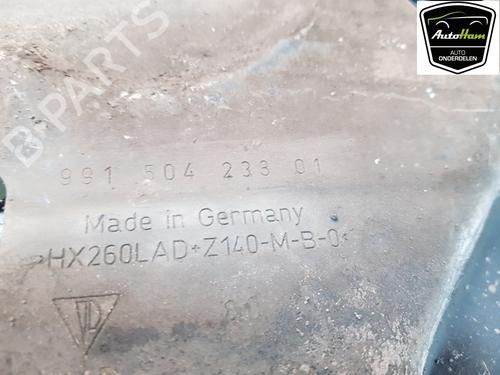 AutoHam
AUTO
ONDERDELEN
B-PARTS
991 504 233 01
Made in Germany
>HX260LAD+Z140-M-B-0<